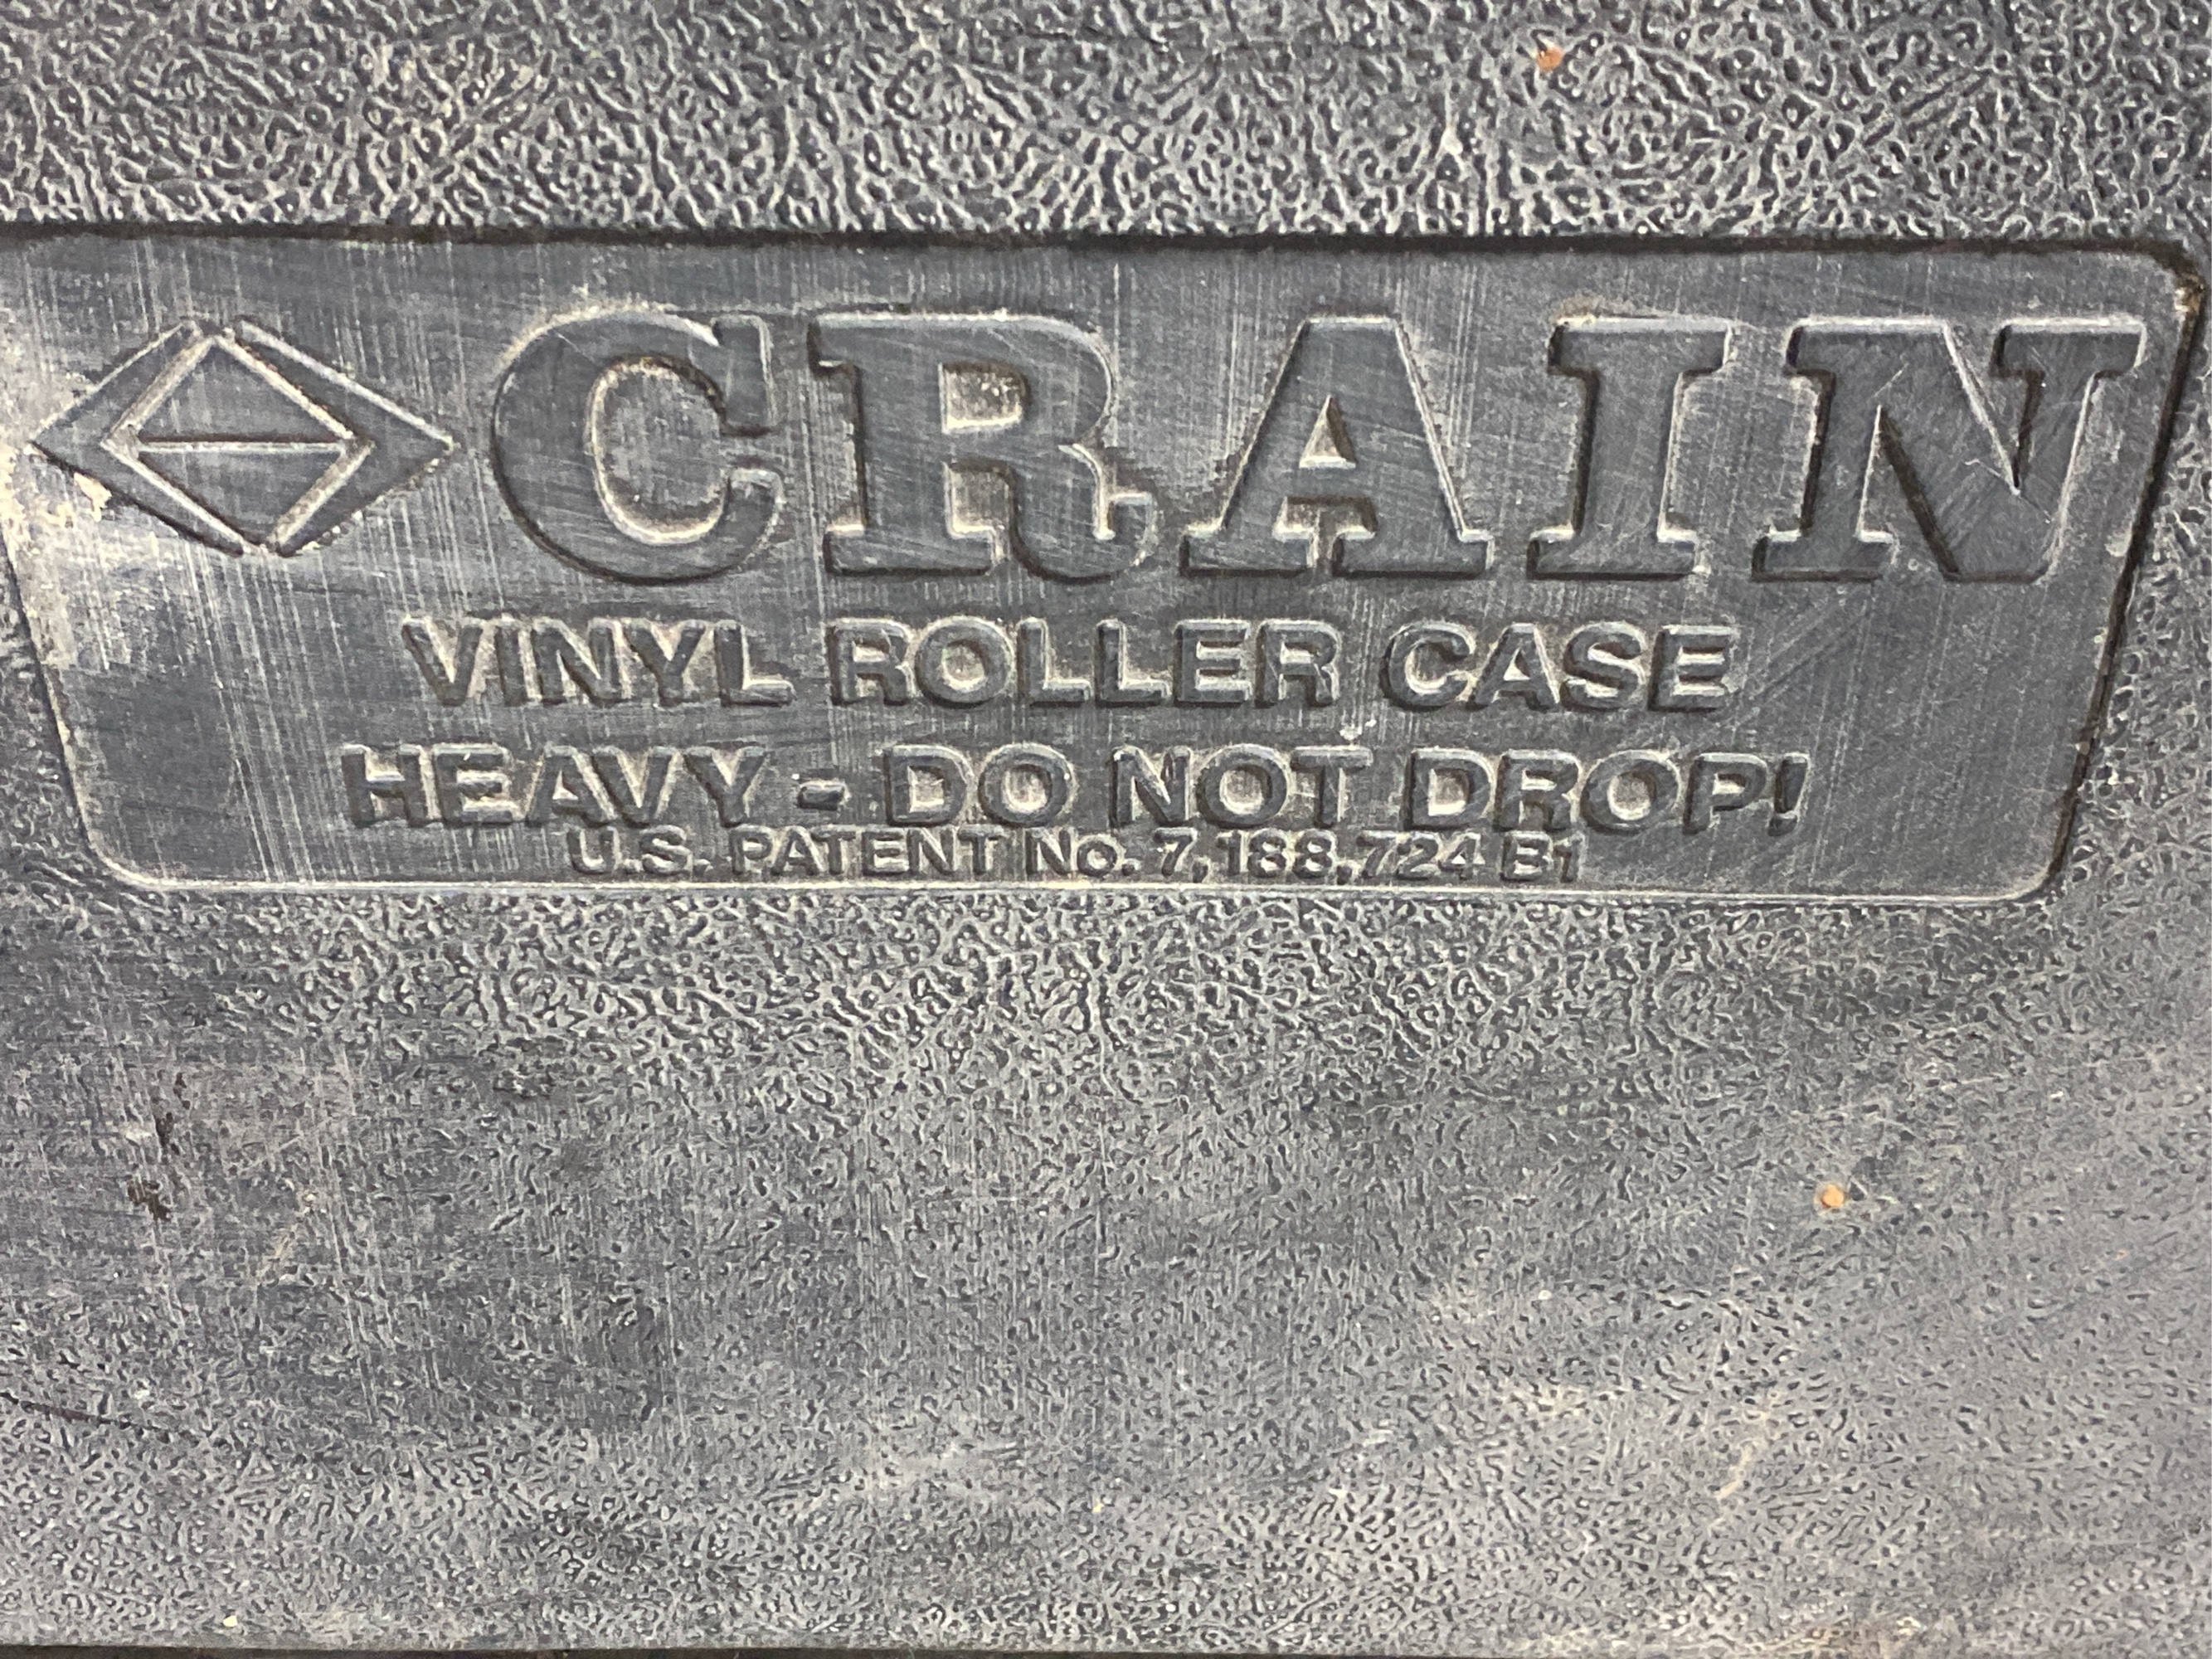 CRAIN
VINYL ROLLER CASE
HEAVY - DO NOT DROP!
U.S. PATENT No. 7,188,724 B1